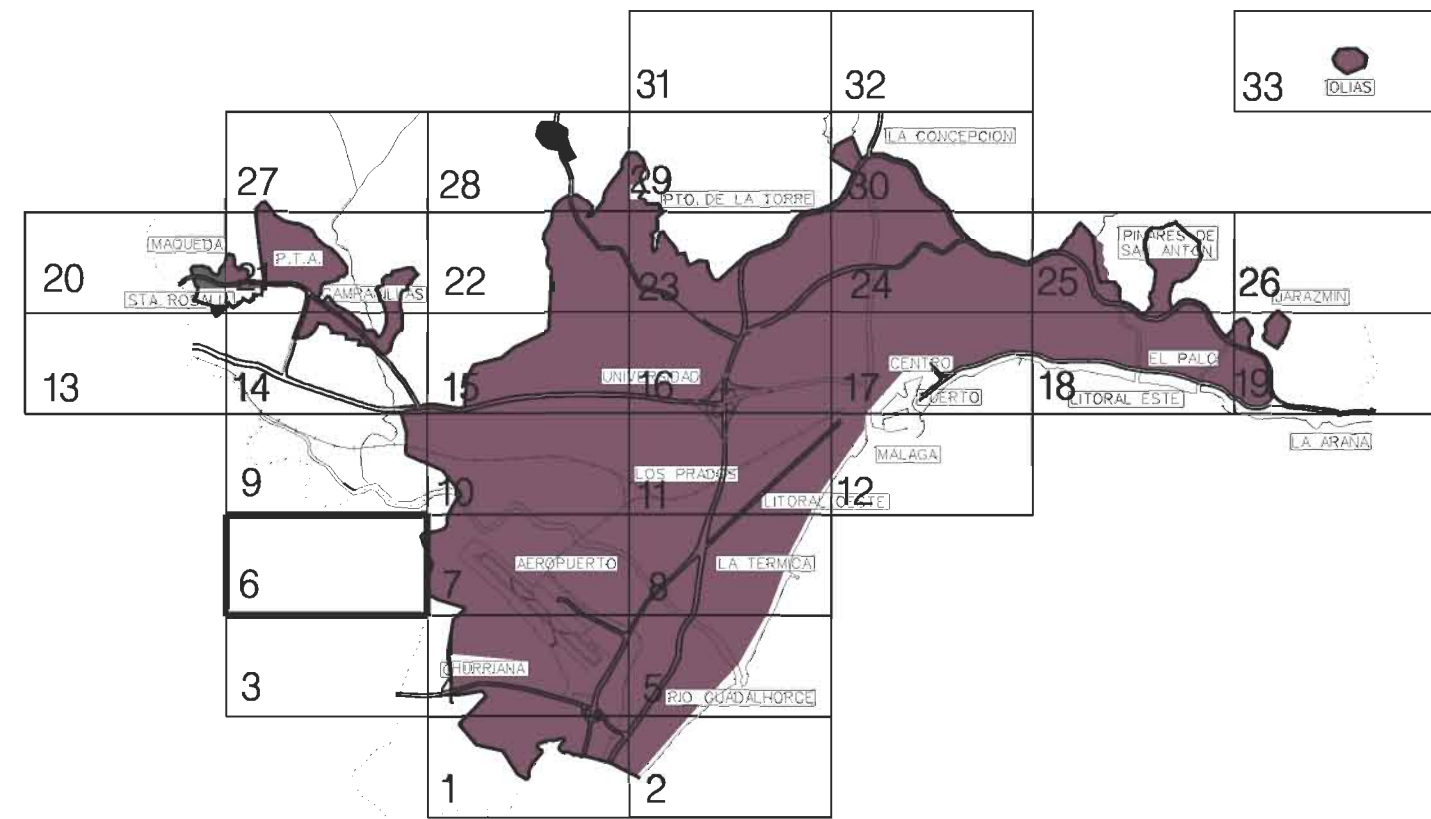 31
32
33
OLIAS
LA CONCEPCION
27
28
29
PTO. DE LA TORRE
30
MAQUEDA
P.T.A.
PINARES DE
SAN ANTON
20
21
STA. ROSALIA
CAMPANILLAS
22
23
24
25
26
JARAZMIN
13
14
15
UNIVERSIDAD
16
CENTRO
17
PUERTO
18
EL PALO
LITORAL ESTE
19
LA ARANA
MALAGA
9
10
LOS PRADOS
11
LITORAL OESTE
12
6
7
AEROPUERTO
8
LA TERMICA
3
CHURRIANA
5
RIO GUADALHORCE
1
2